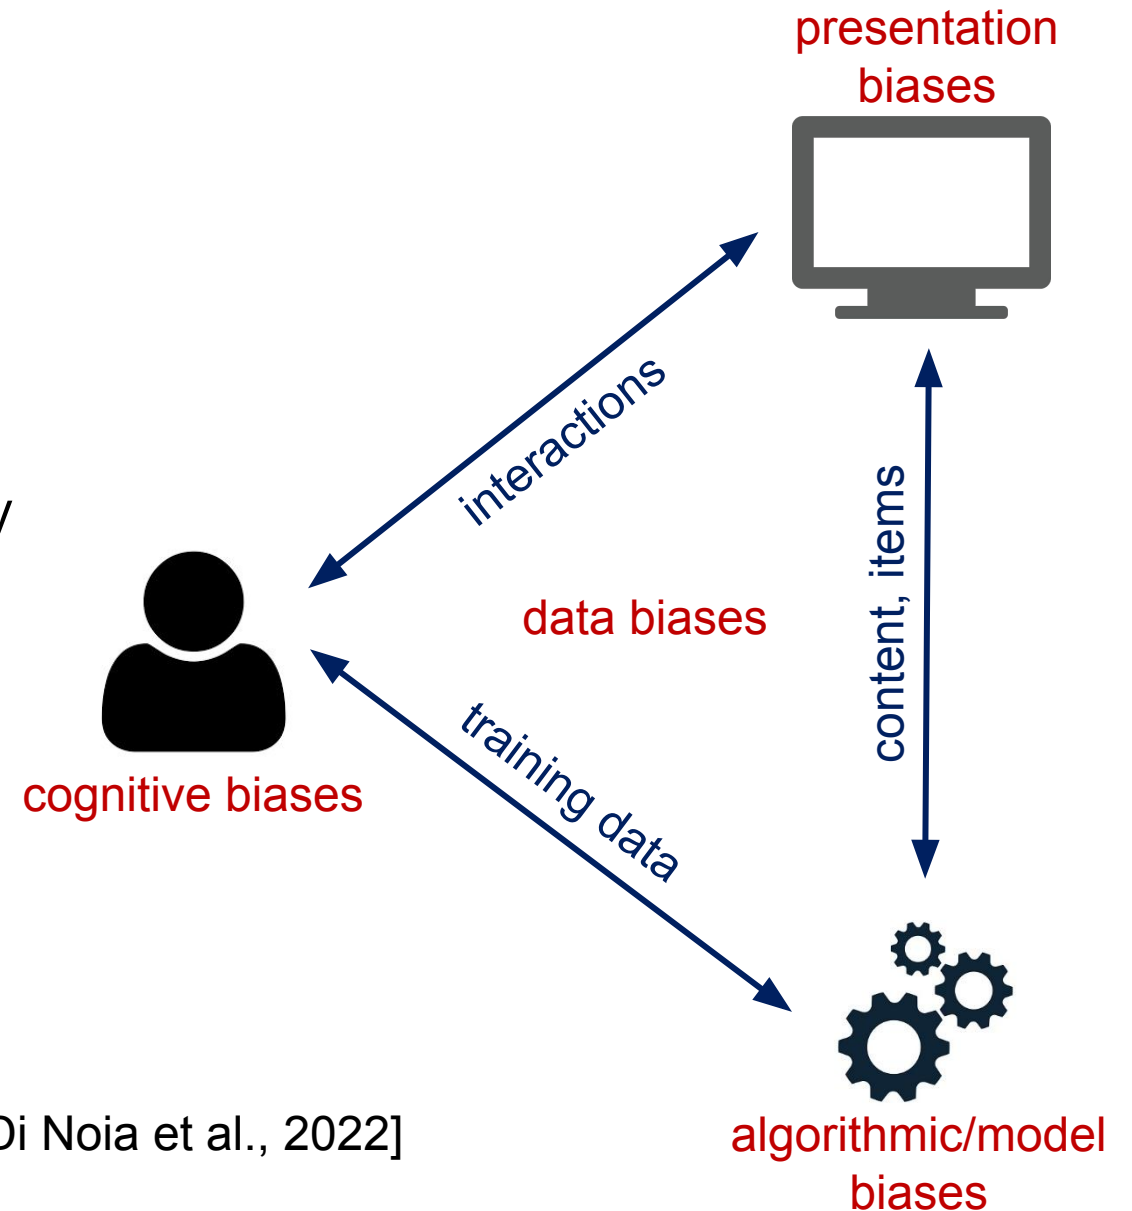 presentation
biases
interactions
y
content, items
data biases
training data
cognitive biases
Di Noia et al., 2022]
algorithmic/model
biases